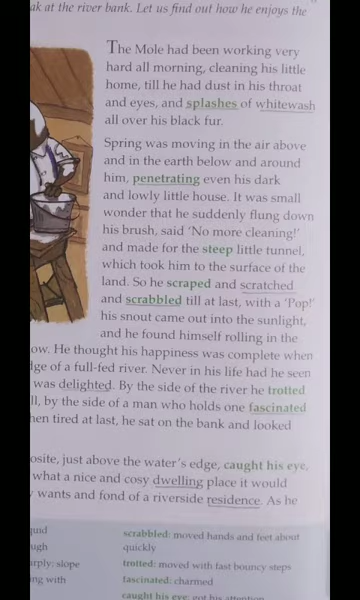 ak at the river bank. Let us find out how he enjoys the
The Mole had been working very
hard all morning, cleaning his little
home, till he had dust in his throat
and eyes, and splashes of whitewash
all over his black fur.
Spring was moving in the air above
and in the earth below and around
him, penetrating even his dark
and lowly little house. It was small
wonder that he suddenly flung down
his brush, said ‘No more cleaning!’
and made for the steep little tunnel,
which took him to the surface of the
land. So he scraped and scratched
and scrabbled till at last, with a ‘Pop!’
his snout came out into the sunlight,
and he found himself rolling in the
ow. He thought his happiness was complete when
dge of a full-fed river. Never in his life had he seen
was delighted. By the side of the river he trotted
ll, by the side of a man who holds one fascinated
hen tired at last, he sat on the bank and looked
osite, just above the water’s edge, caught his eye,
what a nice and cosy dwelling place it would
wants and fond of a riverside residence. As he
quid
ugh
arply: slope
ng with
scrabbled: moved hands and feet about
quickly
trotted: moved with fast bouncy steps
fascinated: charmed
caught his eye: got his attention